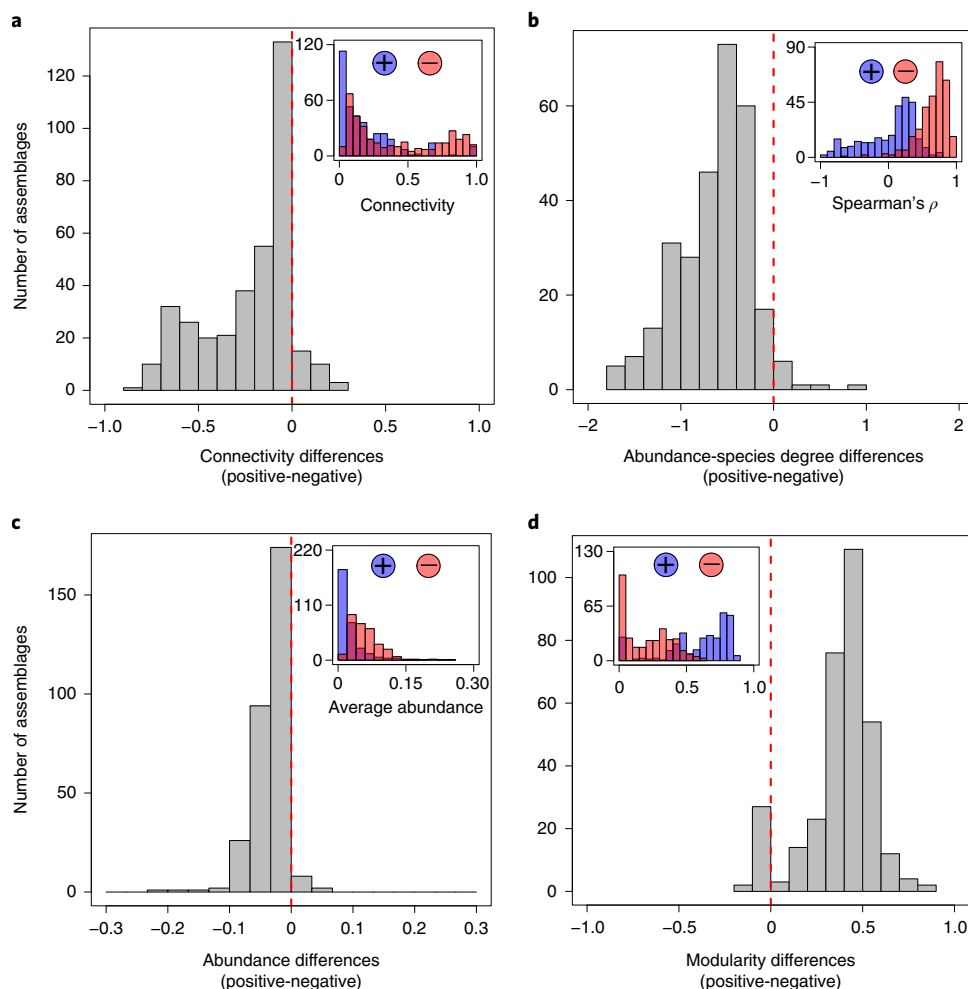 a
Number of assemblages
120
100
80
60
40
20
0
−1.0 −0.5 0 0.5 1.0
Connectivity differences
(positive-negative)
120
60
0
+ −
0 0.5 1.0
Connectivity
b
60
40
20
0
−2 −1 0 1 2
Abundance-species degree differences
(positive-negative)
90
45
0
+ −
−1 0 1
Spearman's ρ
c
Number of assemblages
150
100
50
0
−0.3 −0.2 −0.1 0 0.1 0.2 0.3
Abundance differences
(positive-negative)
220
110
0
+ −
0 0.15 0.30
Average abundance
d
100
80
60
40
20
0
−1.0 −0.5 0 0.5 1.0
Modularity differences
(positive-negative)
130
65
0
+ −
0 0.5 1.0